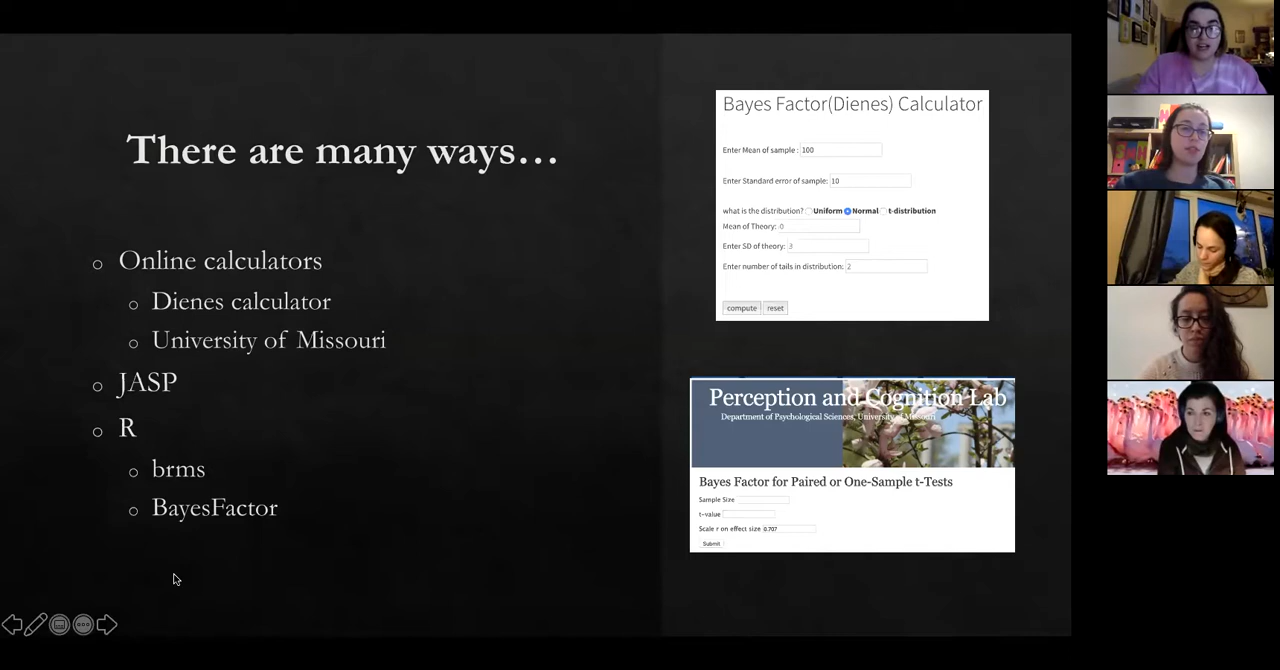 There are many ways…
Online calculators
Dienes calculator
University of Missouri
JASP
R
brms
BayesFactor
Bayes Factor(Dienes) Calculator
Enter Mean of sample : 100
Enter Standard error of sample: 10
what is the distribution? Uniform Normal t-distribution
Mean of Theory: 0
Enter SD of theory: 3
Enter number of tails in distribution: 2
compute reset
Perception and Cognition Lab
Department of Psychological Sciences, University of Missouri
Bayes Factor for Paired or One-Sample t-Tests
Sample Size
t-value
Scale r on effect size 0.707
Submit